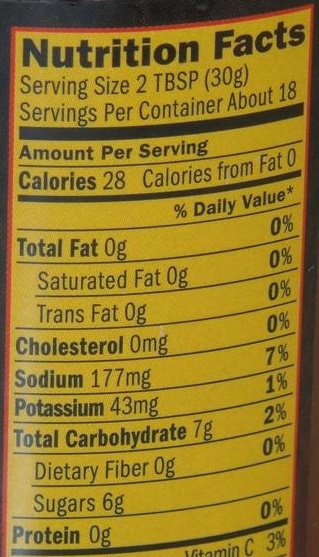 Nutrition Facts
Serving Size 2 TBSP (30g)
Servings Per Container About 18
Amount Per Serving
Calories 28 Calories from Fat 0
% Daily Value*
Total Fat 0g 0%
Saturated Fat 0g 0%
Trans Fat 0g 0%
Cholesterol 0mg 0%
Sodium 177mg 7%
Potassium 43mg 1%
Total Carbohydrate 7g 2%
Dietary Fiber 0g 0%
Sugars 6g
Protein 0g 0%
Vitamin C 3%